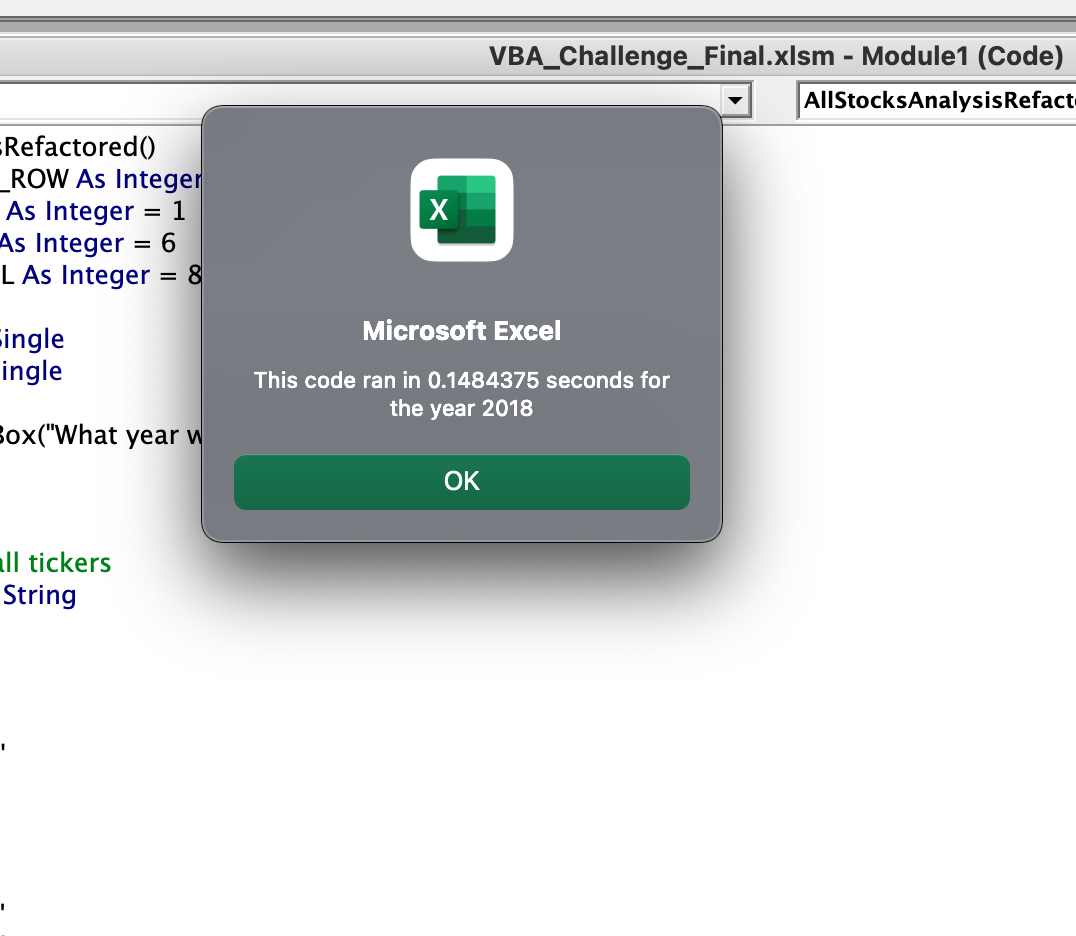 VBA_Challenge_Final.xlsm - Module1 (Code)
AllStocksAnalysisRefact
sRefactored()
_ROW As Integer
As Integer = 1
As Integer = 6
L As Integer = 8
Single
ingle
Box("What year w
all tickers
String
"
"
X
Microsoft Excel
This code ran in 0.1484375 seconds for
the year 2018
OK